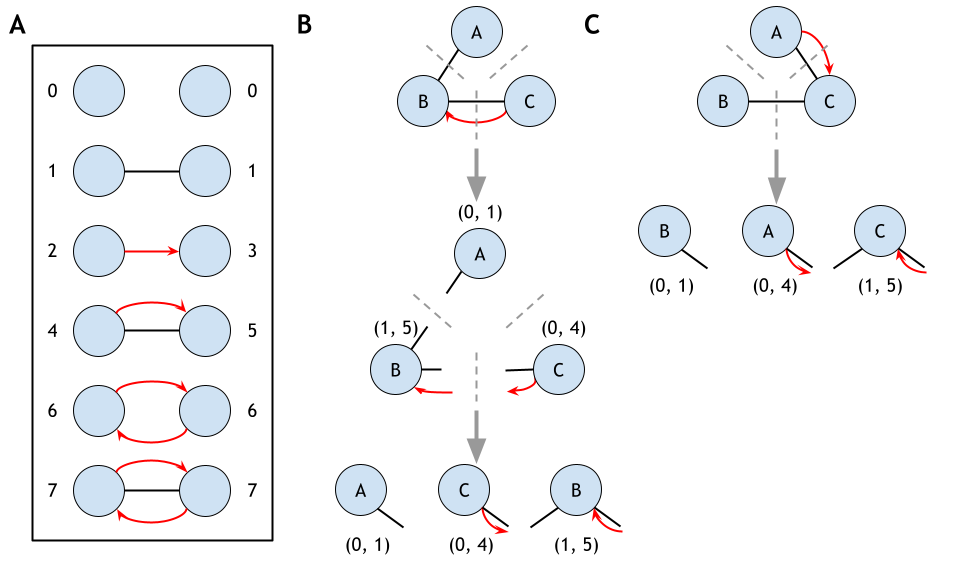 A
0 0
1 1
2 3
4 5
6 6
7 7
B
A
B C
(0, 1)
A
(1, 5) (0, 4)
B C
A C B
(0, 1) (0, 4) (1, 5)
C
A
B C
B A C
(0, 1) (0, 4) (1, 5)